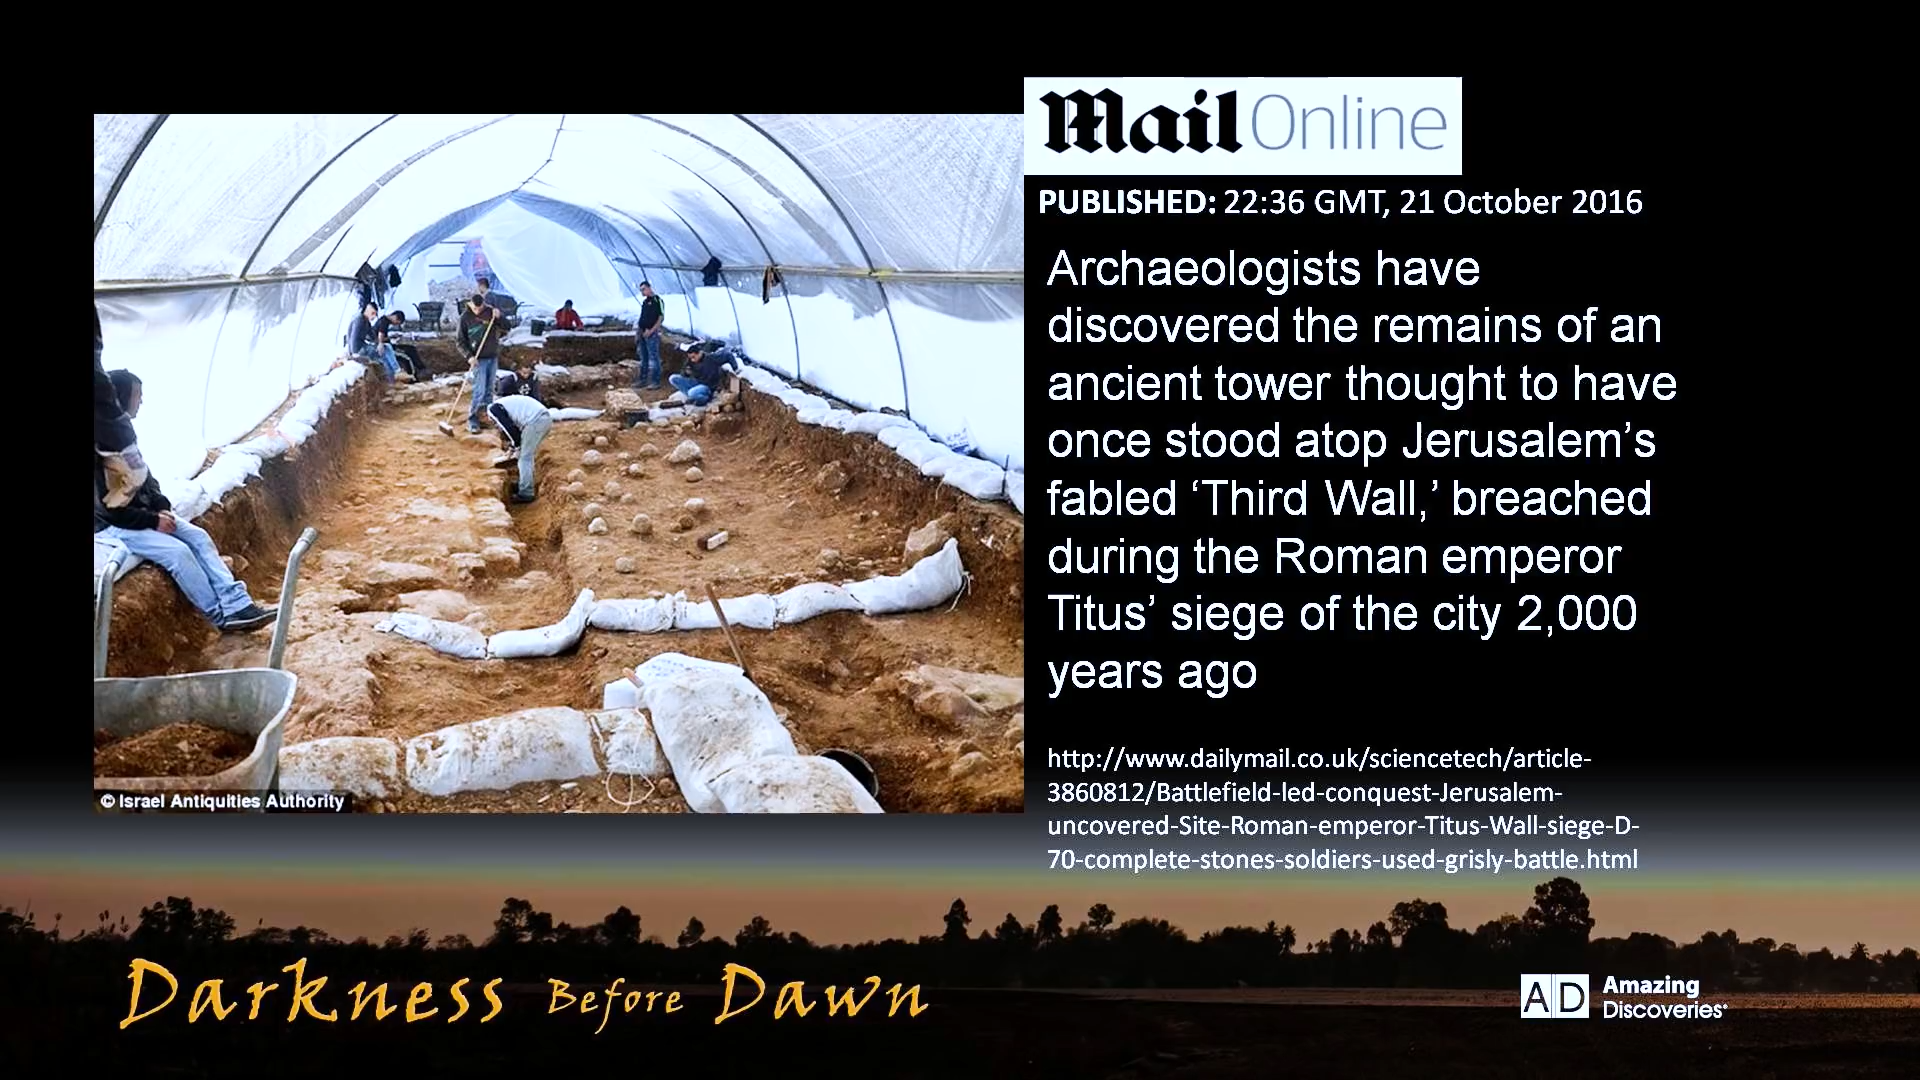 Mail Online
PUBLISHED: 22:36 GMT, 21 October 2016
Archaeologists have
discovered the remains of an
ancient tower thought to have
once stood atop Jerusalem’s
fabled ‘Third Wall,’ breached
during the Roman emperor
Titus’ siege of the city 2,000
years ago
http://www.dailymail.co.uk/sciencetech/article-
3860812/Battlefield-led-conquest-Jerusalem-
uncovered-Site-Roman-emperor-Titus-Wall-siege-D-
70-complete-stones-soldiers-used-grisly-battle.html
© Israel Antiquities Authority
Darkness Before Dawn
AD Amazing
Discoveries